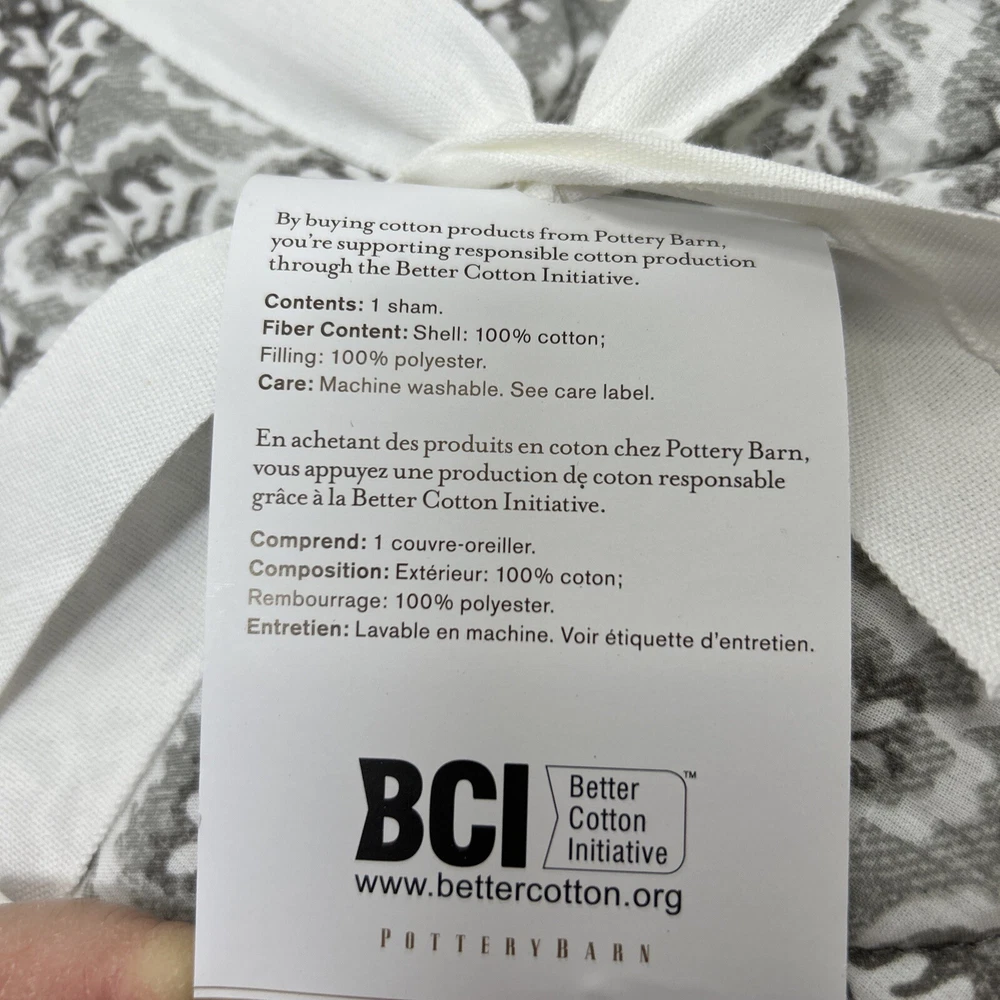 By buying cotton products from Pottery Barn,
you're supporting responsible cotton production
through the Better Cotton Initiative.
Contents: 1 sham.
Fiber Content: Shell: 100% cotton;
Filling: 100% polyester.
Care: Machine washable. See care label.
En achetant des produits en coton chez Pottery Barn,
vous appuyez une production de coton responsable
grâce à la Better Cotton Initiative.
Comprend: 1 couvre-oreiller.
Composition: Extérieur: 100% coton;
Rembourrage: 100% polyester.
Entretien: Lavable en machine. Voir étiquette d'entretien.
BCI
Better
Cotton
Initiative™
www.bettercotton.org
POTTERYBARN